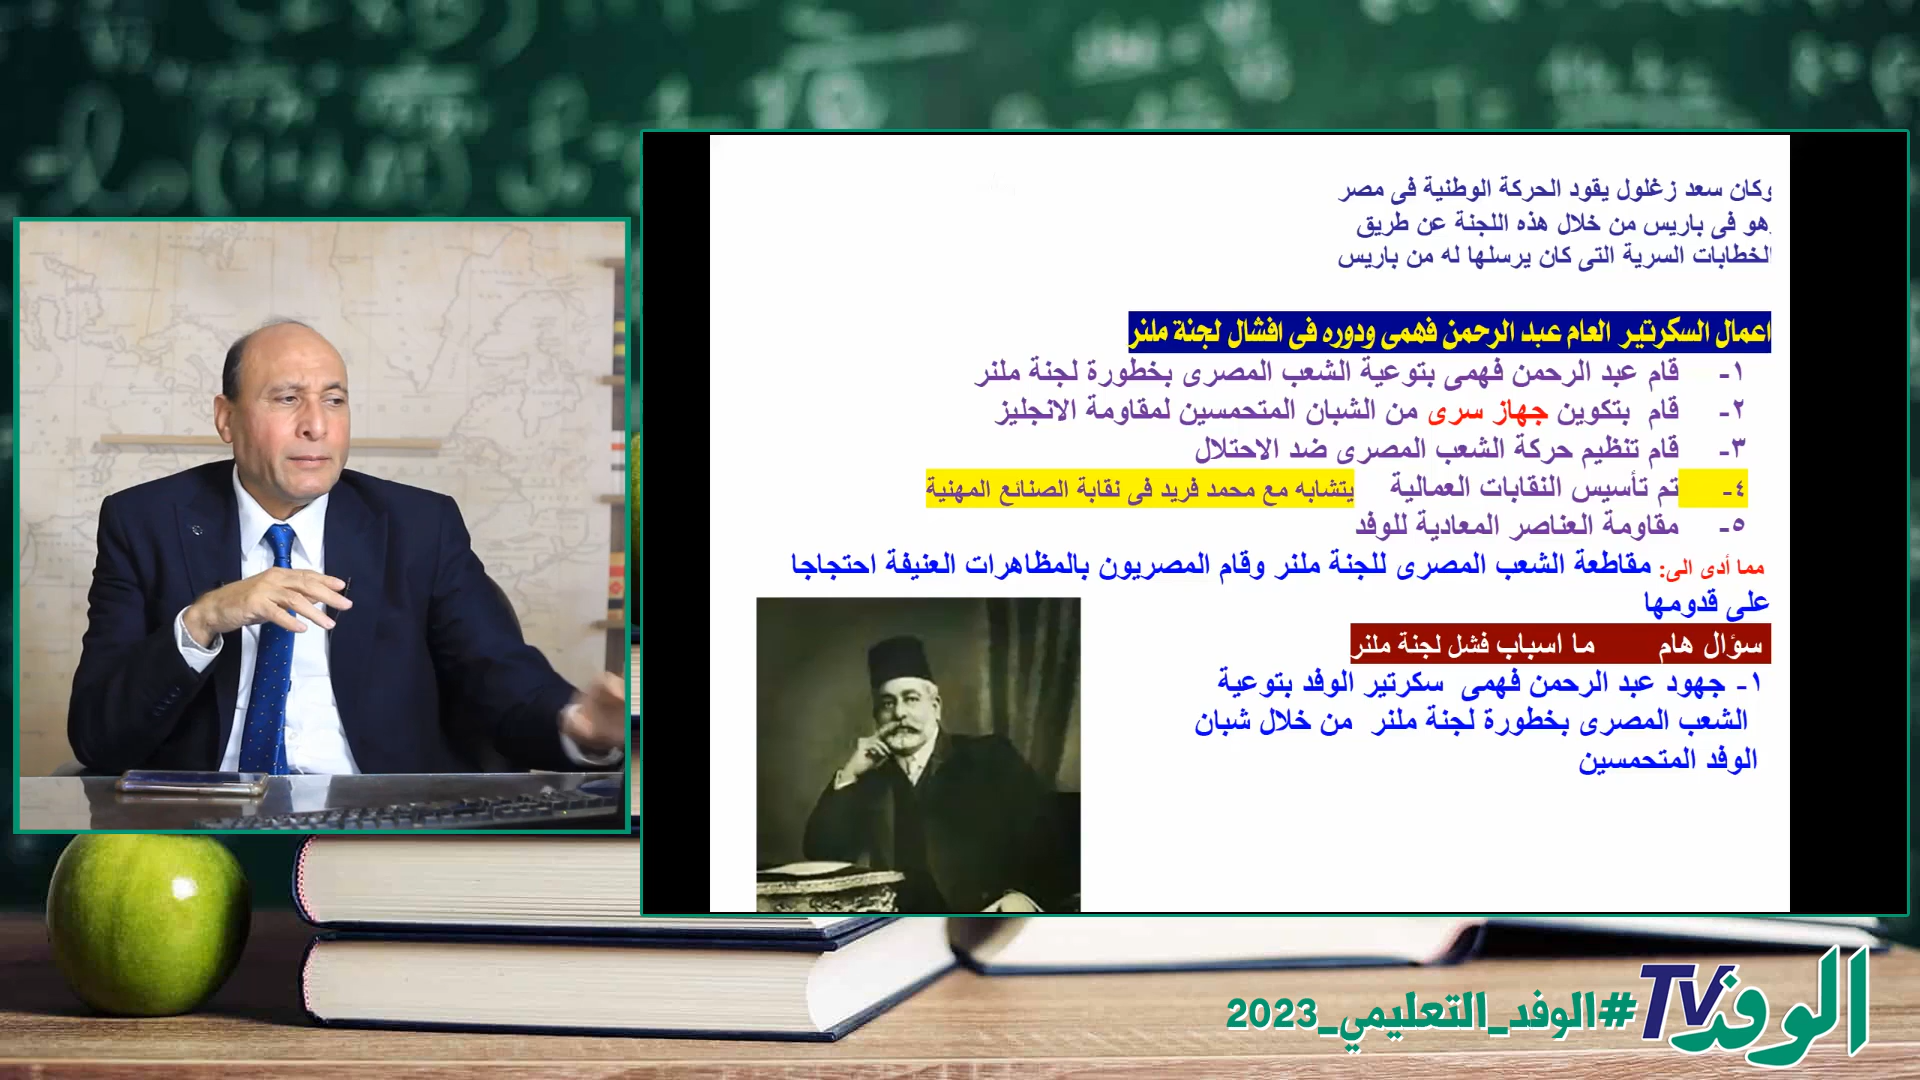 وكان سعد زغلول يقود الحركة الوطنية فى مصر
وهو فى باريس من خلال هذه اللجنة عن طريق
الخطابات السرية التى كان يرسلها له من باريس
اعمال السكرتير العام عبد الرحمن فهمى ودوره فى افشال لجنة ملنر
١- قام عبد الرحمن فهمى بتوعية الشعب المصرى بخطورة لجنة ملنر
٢- قام بتكوين جهاز سرى من الشبان المتحمسين لمقاومة الانجليز
٣- قام تنظيم حركة الشعب المصرى ضد الاحتلال
٤- تم تأسيس النقابات العمالية يتشابه مع محمد فريد فى نقابة الصنائع المهنية
٥- مقاومة العناصر المعادية للوفد
مما أدى الى: مقاطعة الشعب المصرى للجنة ملنر وقام المصريون بالمظاهرات العنيفة احتجاجا
على قدومها
سؤال هام ما اسباب فشل لجنة ملنر
١- جهود عبد الرحمن فهمى سكرتير الوفد بتوعية
الشعب المصرى بخطورة لجنة ملنر من خلال شبان
الوفد المتحمسين
#الوفد_التعليمي_2023
الوفد TV